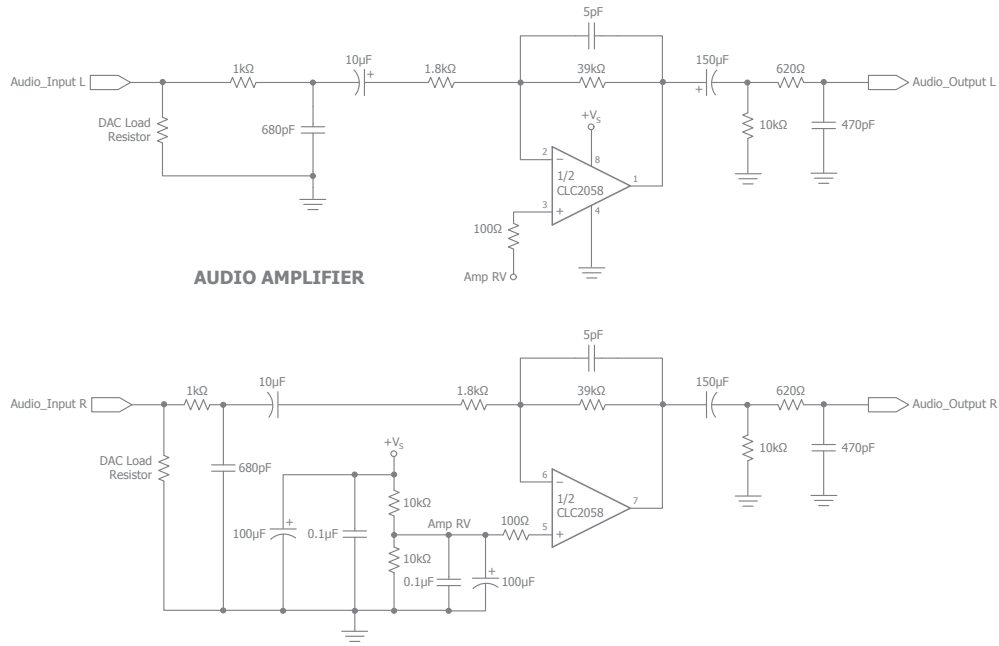 5pF
Audio_Input L
1kΩ
10µF
+
1.8kΩ
39kΩ
150µF
+
620Ω
Audio_Output L
DAC Load
Resistor
680pF
+VS
10kΩ
470pF
2
−
8
1/2
CLC2058
1
3
+
4
100Ω
Amp RV
AUDIO AMPLIFIER
5pF
Audio_Input R
1kΩ
10µF
1.8kΩ
39kΩ
150µF
620Ω
Audio_Output R
DAC Load
Resistor
680pF
+VS
10kΩ
470pF
6
−
1/2
CLC2058
7
5
+
10kΩ
100µF
+
0.1µF
Amp RV
100Ω
10kΩ
0.1µF
+
100µF